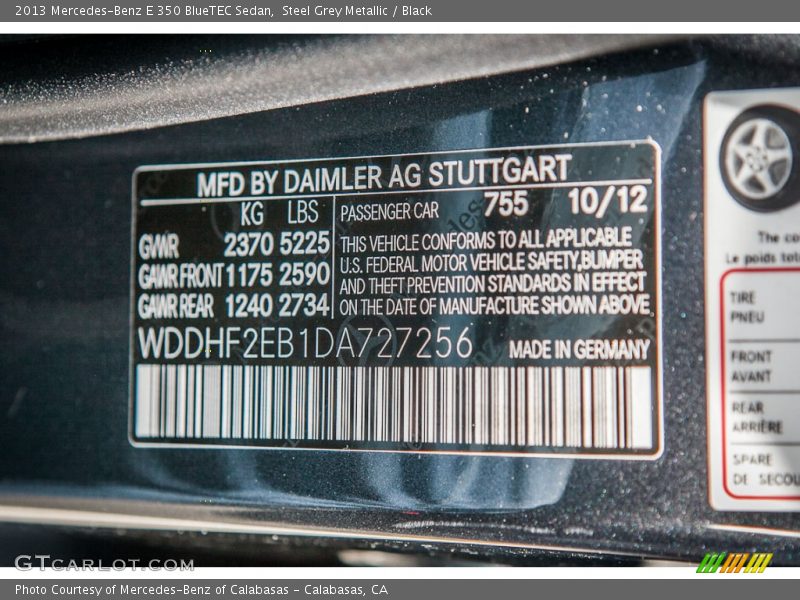 2013 Mercedes-Benz E 350 BlueTEC Sedan, Steel Grey Metallic / Black
MFD BY DAIMLER AG STUTTGART
KG LBS PASSENGER CAR 755 10/12
GVWR 2370 5225 THIS VEHICLE CONFORMS TO ALL APPLICABLE
U.S. FEDERAL MOTOR VEHICLE SAFETY,BUMPER
GAWR FRONT 1175 2590 AND THEFT PREVENTION STANDARDS IN EFFECT
GAWR REAR 1240 2734 ON THE DATE OF MANUFACTURE SHOWN ABOVE.
WDDHF2EB1DA727256 MADE IN GERMANY
The co
Le poids tota
TIRE
PNEU
FRONT
AVANT
REAR
ARRIÈRE
SPARE
DE SECOU
GTCARLOT.COM
Photo Courtesy of Mercedes-Benz of Calabasas - Calabasas, CA